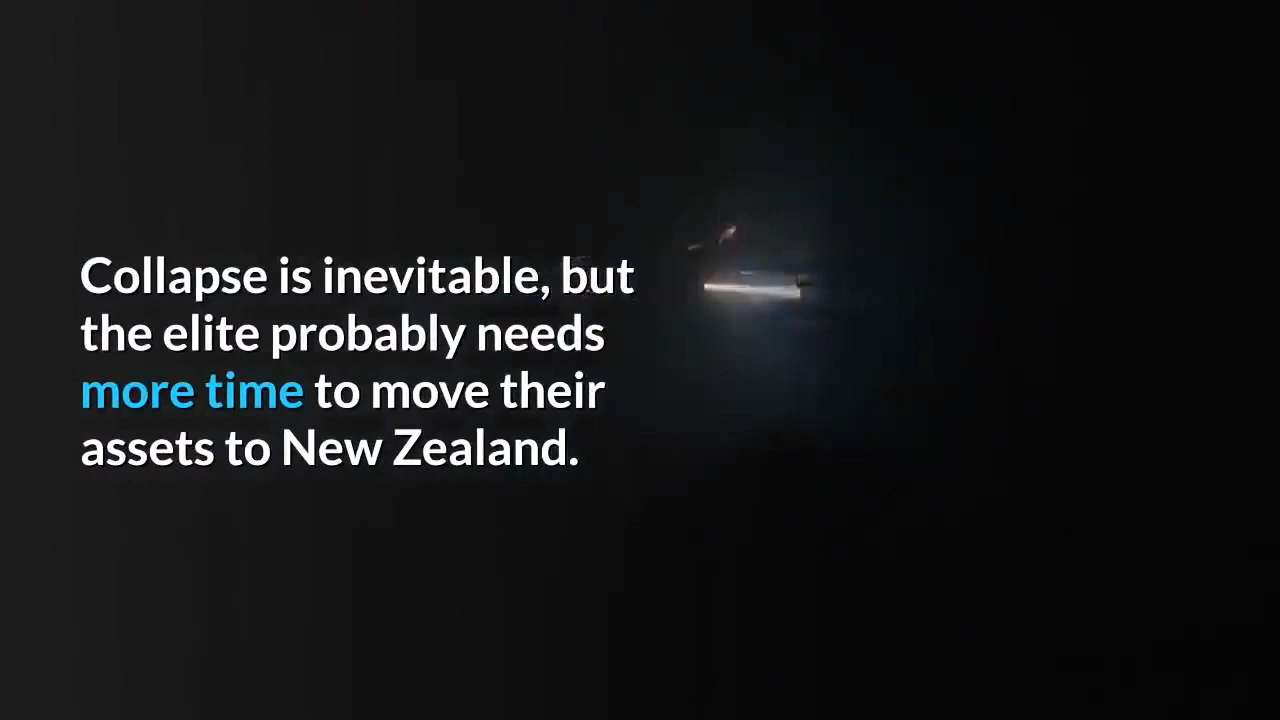 Collapse is inevitable, but
the elite probably needs
more time to move their
assets to New Zealand.